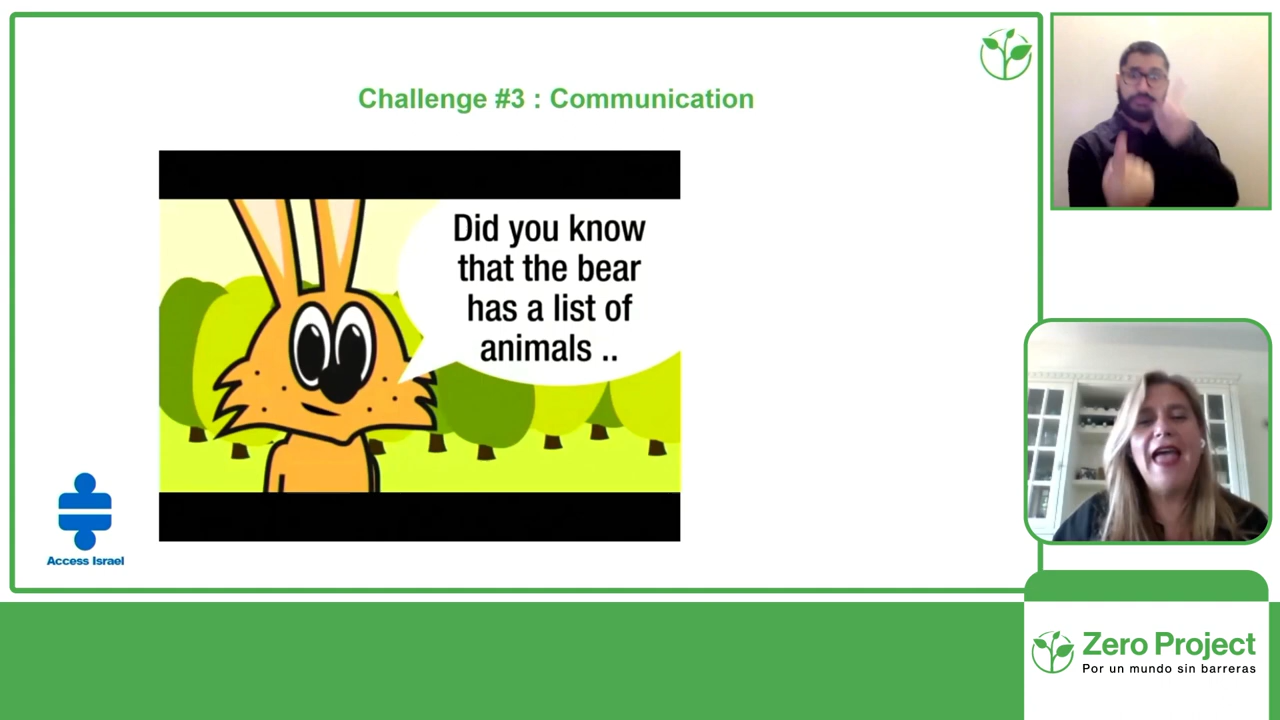 Challenge #3 : Communication
Did you know
that the bear
has a list of
animals ..
Access Israel
Zero Project
Por un mundo sin barreras